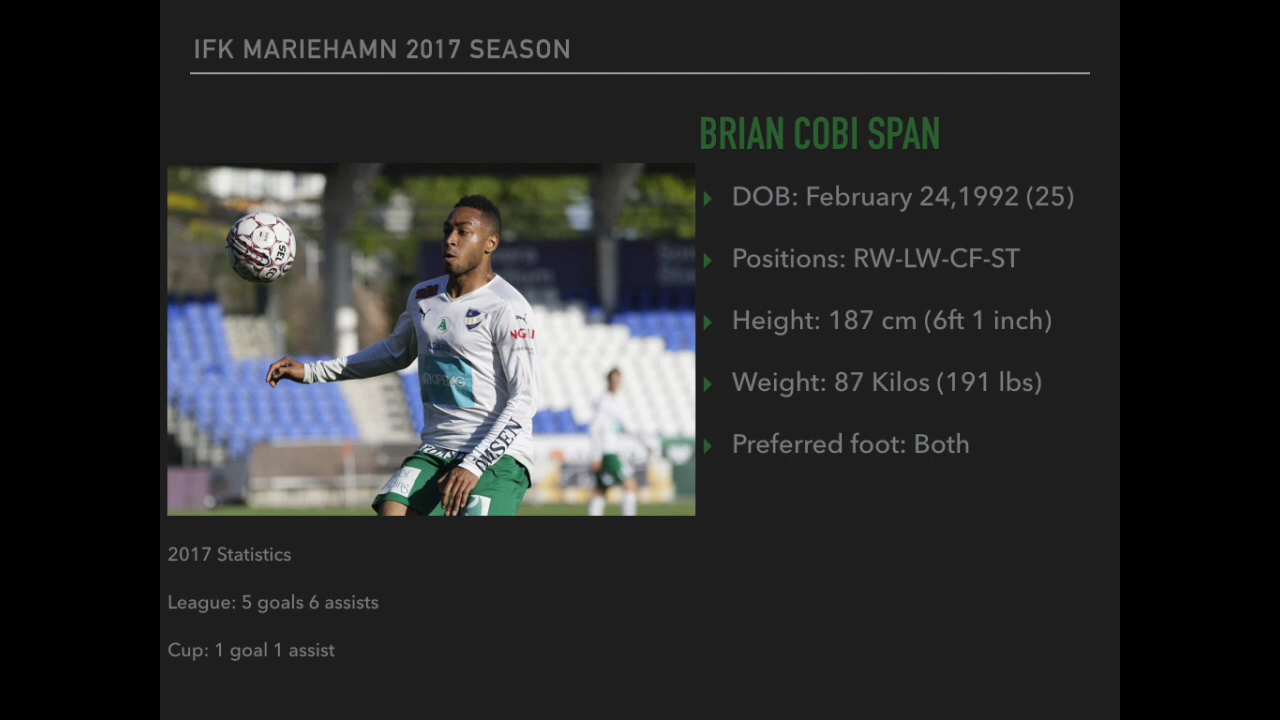 IFK MARIEHAMN 2017 SEASON
BRIAN COBI SPAN
DOB: February 24,1992 (25)
Positions: RW-LW-CF-ST
Height: 187 cm (6ft 1 inch)
Weight: 87 Kilos (191 lbs)
Preferred foot: Both
2017 Statistics
League: 5 goals 6 assists
Cup: 1 goal 1 assist